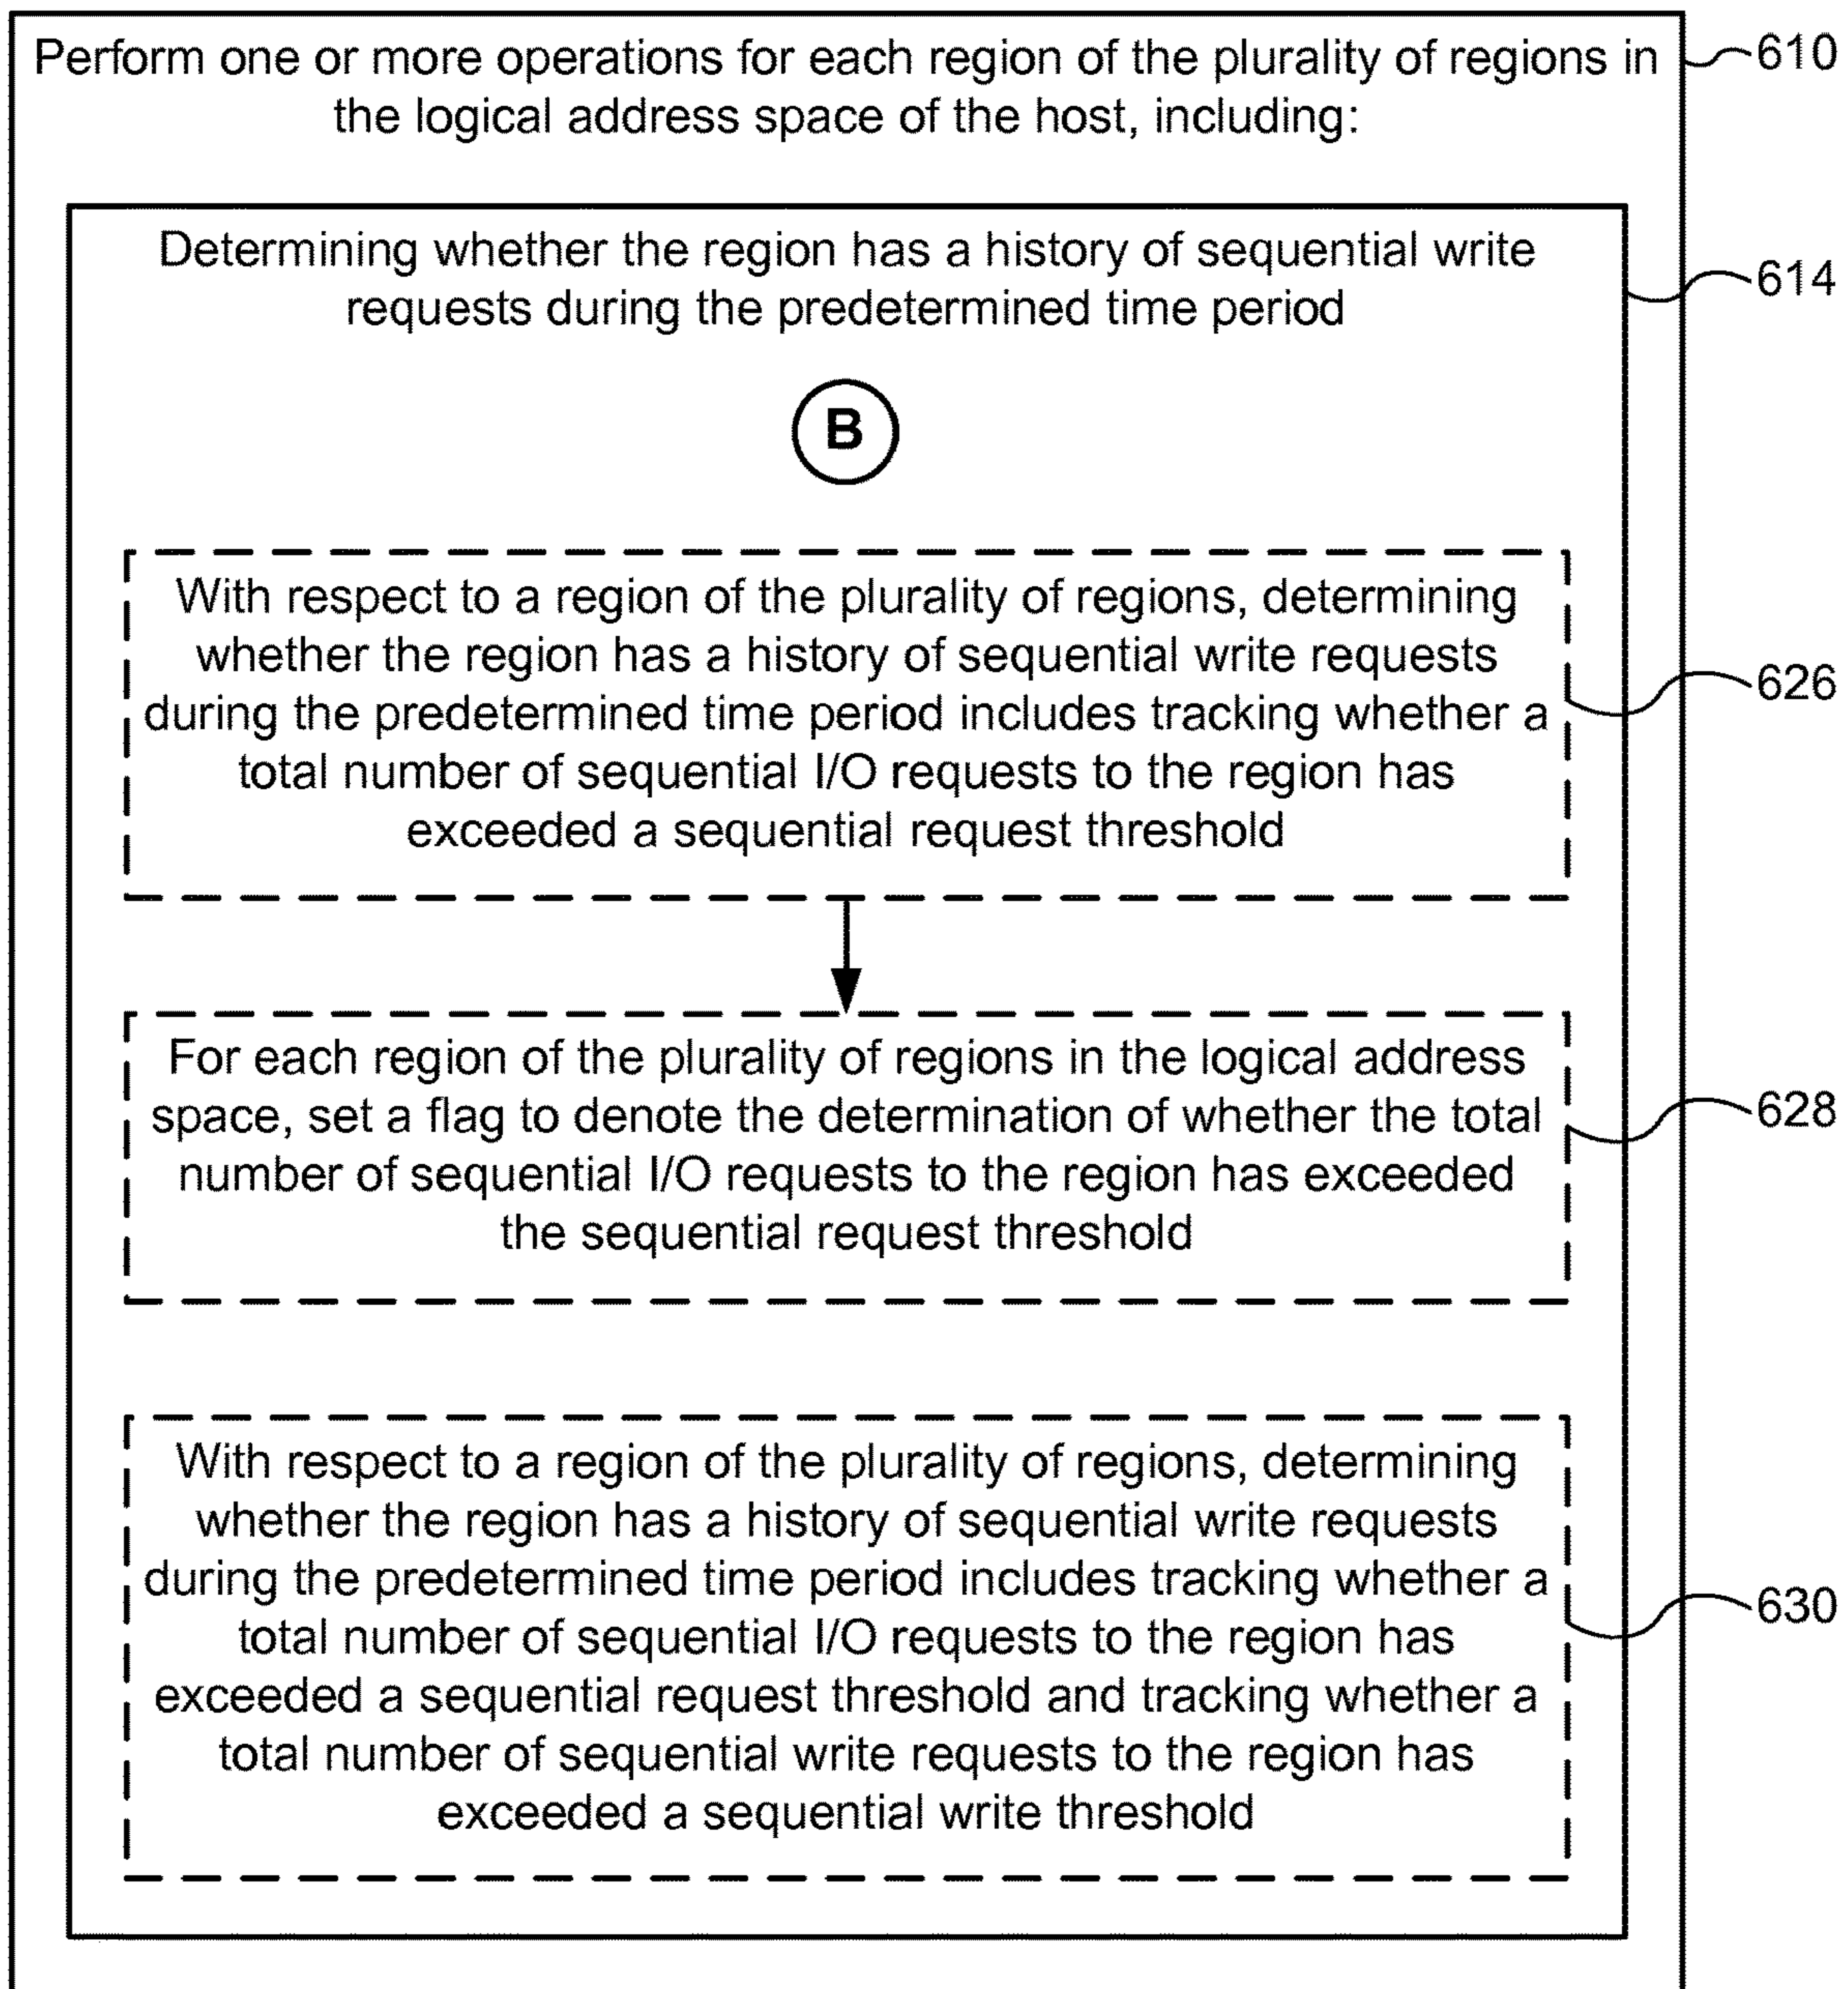 Perform one or more operations for each region of the plurality of regions in
the logical address space of the host, including:
610
Determining whether the region has a history of sequential write
requests during the predetermined time period
614
B
With respect to a region of the plurality of regions, determining
whether the region has a history of sequential write requests
during the predetermined time period includes tracking whether a
total number of sequential I/O requests to the region has
exceeded a sequential request threshold
626
For each region of the plurality of regions in the logical address
space, set a flag to denote the determination of whether the total
number of sequential I/O requests to the region has exceeded
the sequential request threshold
628
With respect to a region of the plurality of regions, determining
whether the region has a history of sequential write requests
during the predetermined time period includes tracking whether a
total number of sequential I/O requests to the region has
exceeded a sequential request threshold and tracking whether a
total number of sequential write requests to the region has
exceeded a sequential write threshold
630